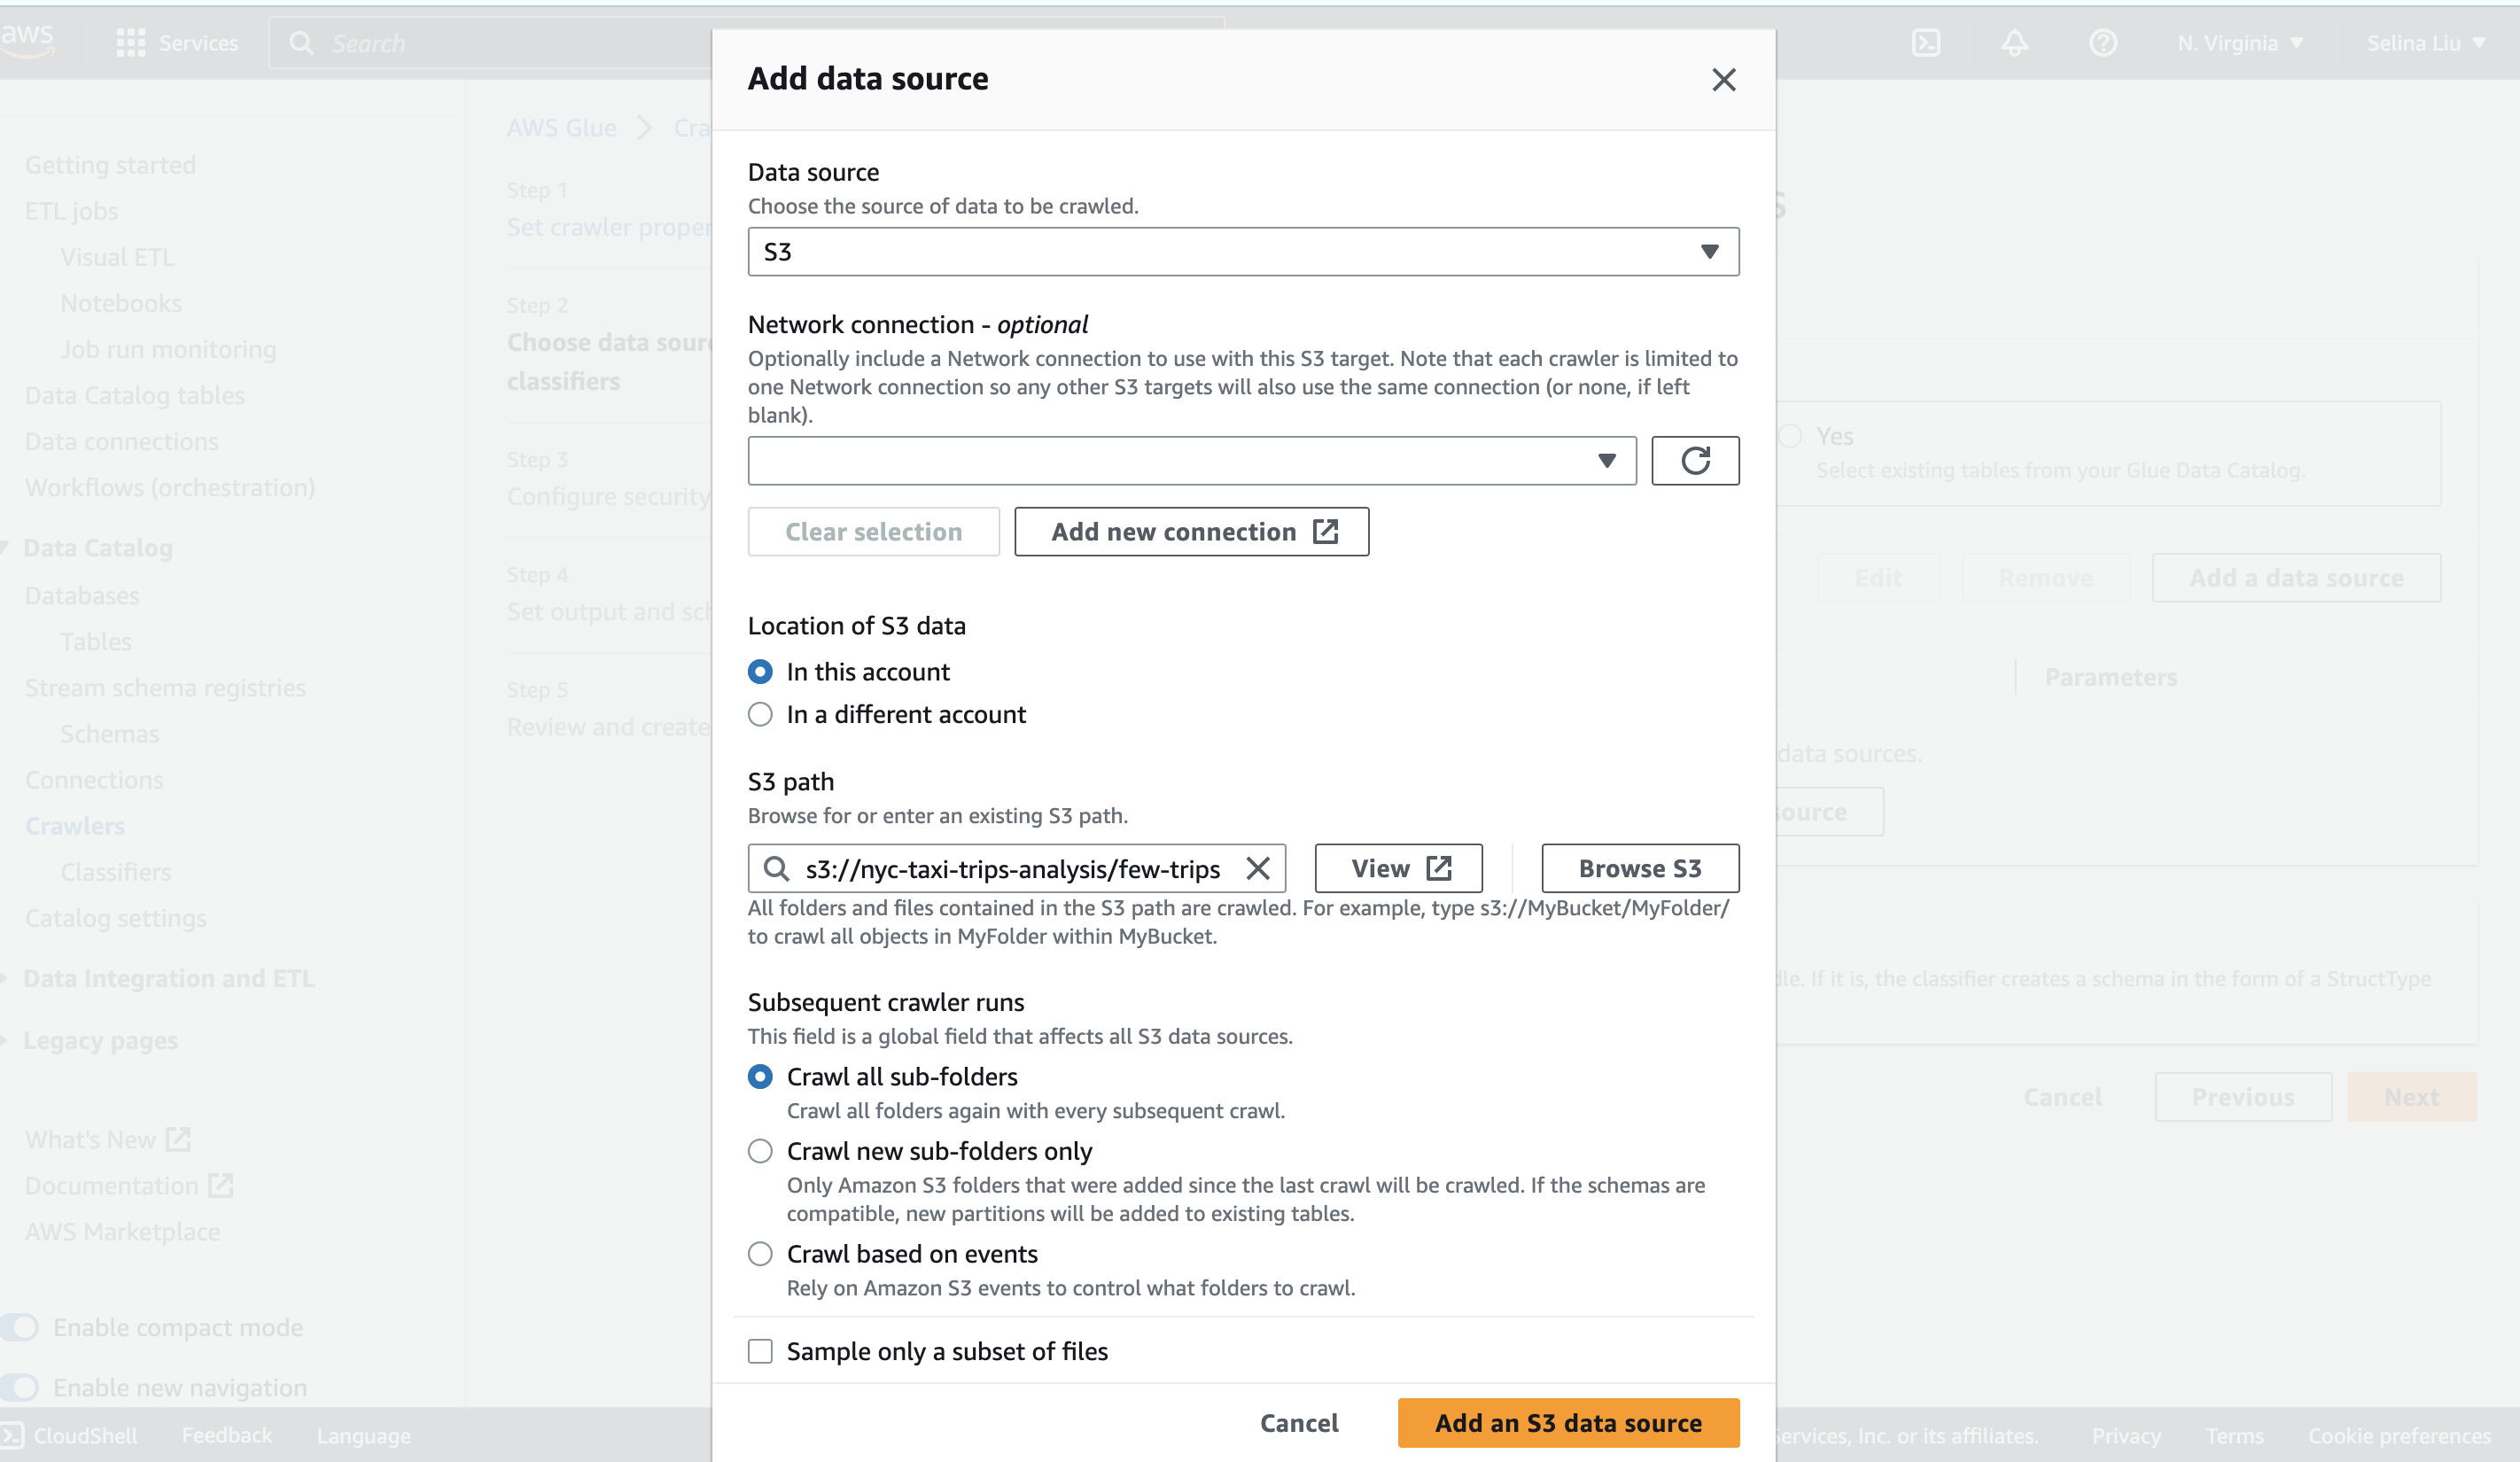 aws
Services
Search
N. Virginia
Selina Liu
Getting started
ETL jobs
Visual ETL
Notebooks
Job run monitoring
Data Catalog tables
Data connections
Workflows (orchestration)
Data Catalog
Databases
Tables
Stream schema registries
Schemas
Connections
Crawlers
Classifiers
Catalog settings
Data Integration and ETL
Legacy pages
What's New
Documentation
AWS Marketplace
Enable compact mode
Enable new navigation
AWS Glue
Cra
Step 1
Set crawler proper
Step 2
Choose data sour
classifiers
Step 3
Configure security
Step 4
Set output and sch
Step 5
Review and create
Add data source
Data source
Choose the source of data to be crawled.
S3
Network connection - optional
Optionally include a Network connection to use with this S3 target. Note that each crawler is limited to
one Network connection so any other S3 targets will also use the same connection (or none, if left
blank).
Clear selection
Add new connection
Location of S3 data
In this account
In a different account
S3 path
Browse for or enter an existing S3 path.
s3://nyc-taxi-trips-analysis/few-trips
View
Browse S3
All folders and files contained in the S3 path are crawled. For example, type s3://MyBucket/MyFolder/
to crawl all objects in MyFolder within MyBucket.
Subsequent crawler runs
This field is a global field that affects all S3 data sources.
Crawl all sub-folders
Crawl all folders again with every subsequent crawl.
Crawl new sub-folders only
Only Amazon S3 folders that were added since the last crawl will be crawled. If the schemas are
compatible, new partitions will be added to existing tables.
Crawl based on events
Rely on Amazon S3 events to control what folders to crawl.
Sample only a subset of files
Cancel
Add an S3 data source
s
Yes
Select existing tables from your Glue Data Catalog.
Edit
Remove
Add a data source
Parameters
data sources.
source
dle. If it is, the classifier creates a schema in the form of a StructType
Cancel
Previous
Next
CloudShell
Feedback
Language
Services, Inc. or its affiliates.
Privacy
Terms
Cookie preferences